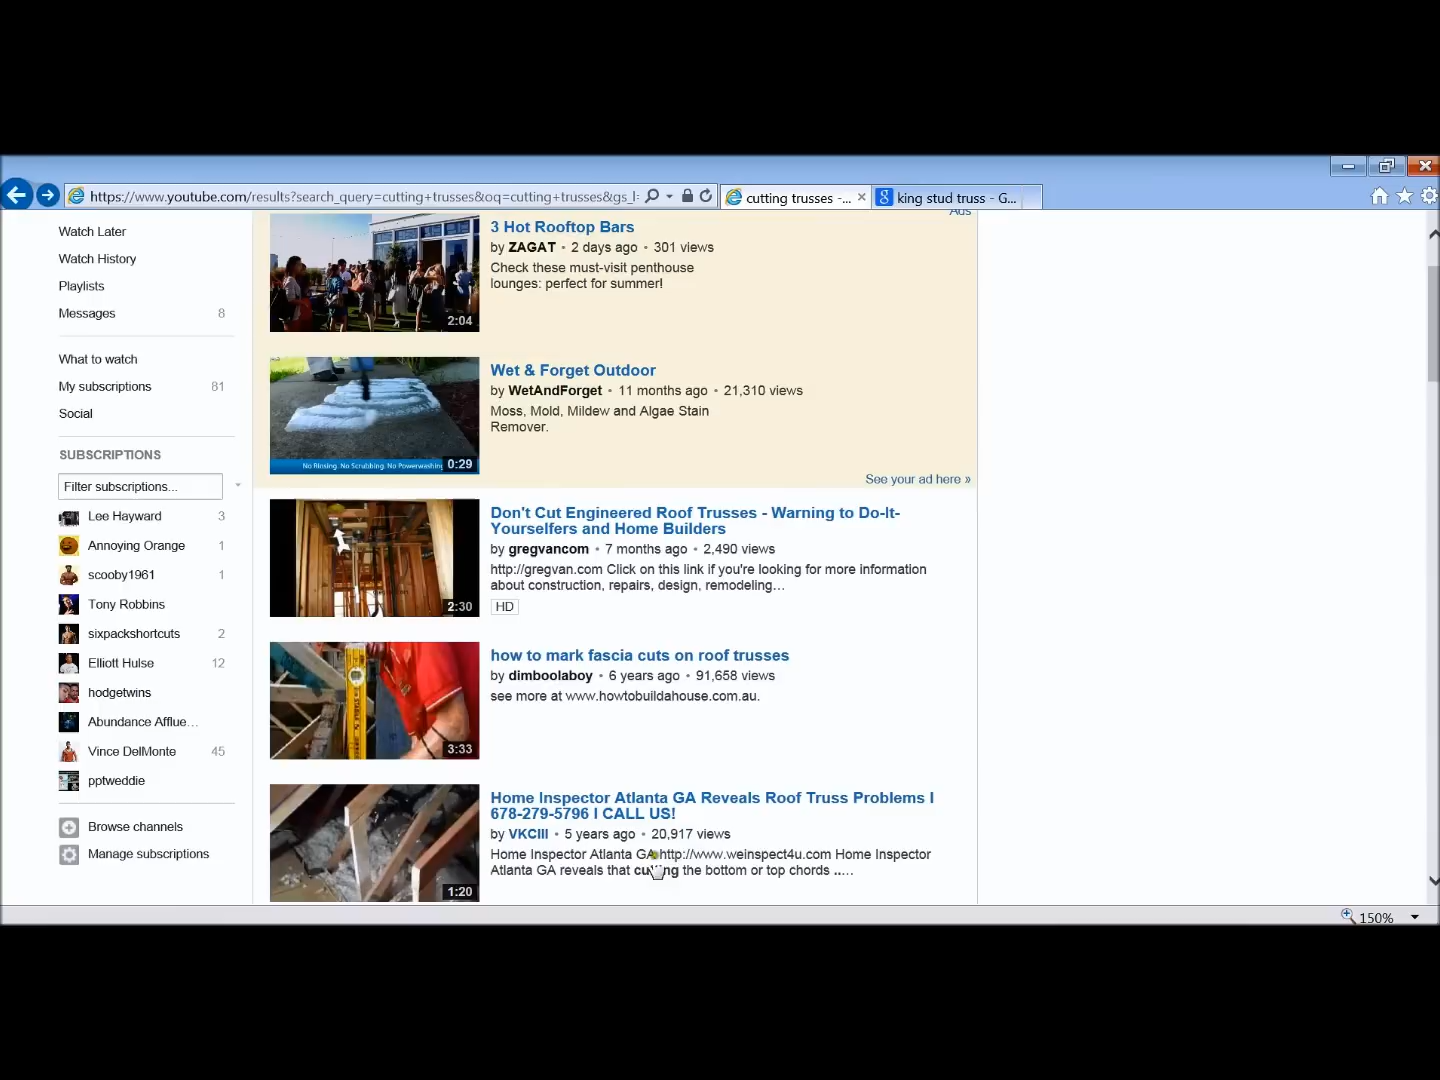 https://www.youtube.com/results?search_query=cutting+trusses&oq=cutting+trusses&gs_l:
cutting trusses -...
king stud truss - G...
Ads
Watch Later
Watch History
Playlists
Messages 8
What to watch
My subscriptions 81
Social
SUBSCRIPTIONS
Filter subscriptions...
Lee Hayward 3
Annoying Orange 1
scooby1961 1
Tony Robbins
sixpackshortcuts 2
Elliott Hulse 12
hodgetwins
Abundance Afflue...
Vince DelMonte 45
pptweddie
Browse channels
Manage subscriptions
3 Hot Rooftop Bars
by ZAGAT • 2 days ago • 301 views
Check these must-visit penthouse
lounges: perfect for summer!
2:04
Wet & Forget Outdoor
by WetAndForget • 11 months ago • 21,310 views
Moss, Mold, Mildew and Algae Stain
Remover.
No Rinsing. No Scrubbing. No Powerwashing
0:29
See your ad here »
Don't Cut Engineered Roof Trusses - Warning to Do-It-
Yourselfers and Home Builders
by gregvancom • 7 months ago • 2,490 views
http://gregvan.com Click on this link if you're looking for more information
about construction, repairs, design, remodeling...
HD
2:30
how to mark fascia cuts on roof trusses
by dimboolaboy • 6 years ago • 91,658 views
see more at www.howtobuildahouse.com.au.
3:33
Home Inspector Atlanta GA Reveals Roof Truss Problems I
678-279-5796 I CALL US!
by VKCIII • 5 years ago • 20,917 views
Home Inspector Atlanta GA http://www.weinspect4u.com Home Inspector
Atlanta GA reveals that cutting the bottom or top chords .....
1:20
150%